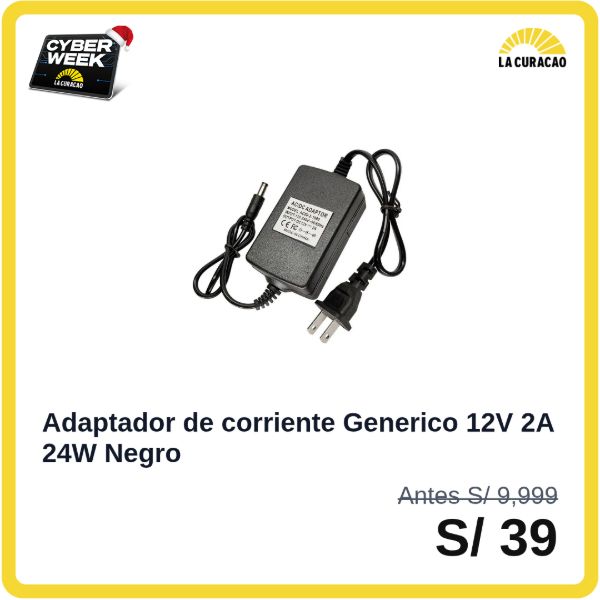 CYBER
WEEK
LA CURACAO
LA CURACAO
AC/DC ADAPTOR
Adaptador de corriente Generico 12V 2A
24W Negro
Antes S/ 9,999
S/ 39